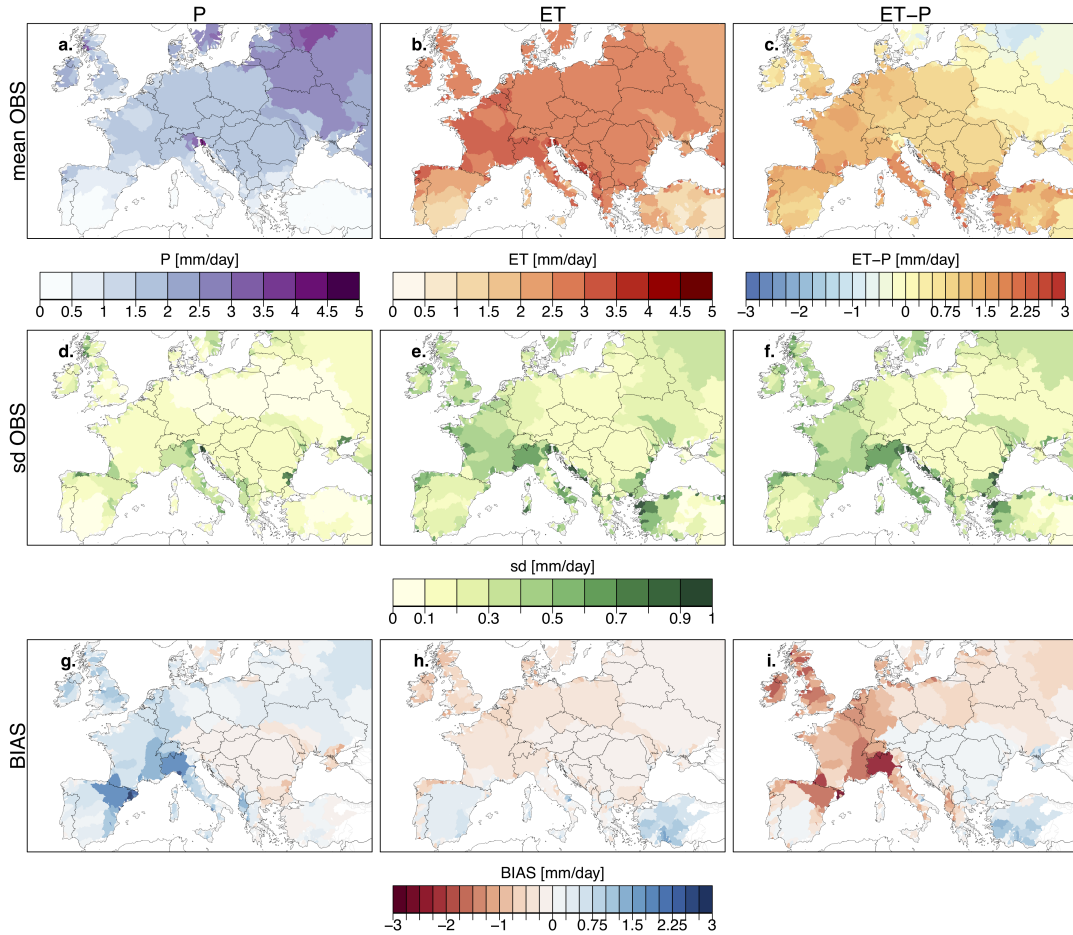 P ET ET−P
mean OBS
a. b. c.
P [mm/day] ET [mm/day] ET−P [mm/day]
0 0.5 1 1.5 2 2.5 3 3.5 4 4.5 5
0 0.5 1 1.5 2 2.5 3 3.5 4 4.5 5
−3 −2 −1 0 0.75 1.5 2.25 3
sd OBS
d. e. f.
sd [mm/day]
0 0.1 0.3 0.5 0.7 0.9 1
BIAS
g. h. i.
BIAS [mm/day]
−3 −2 −1 0 0.75 1.5 2.25 3